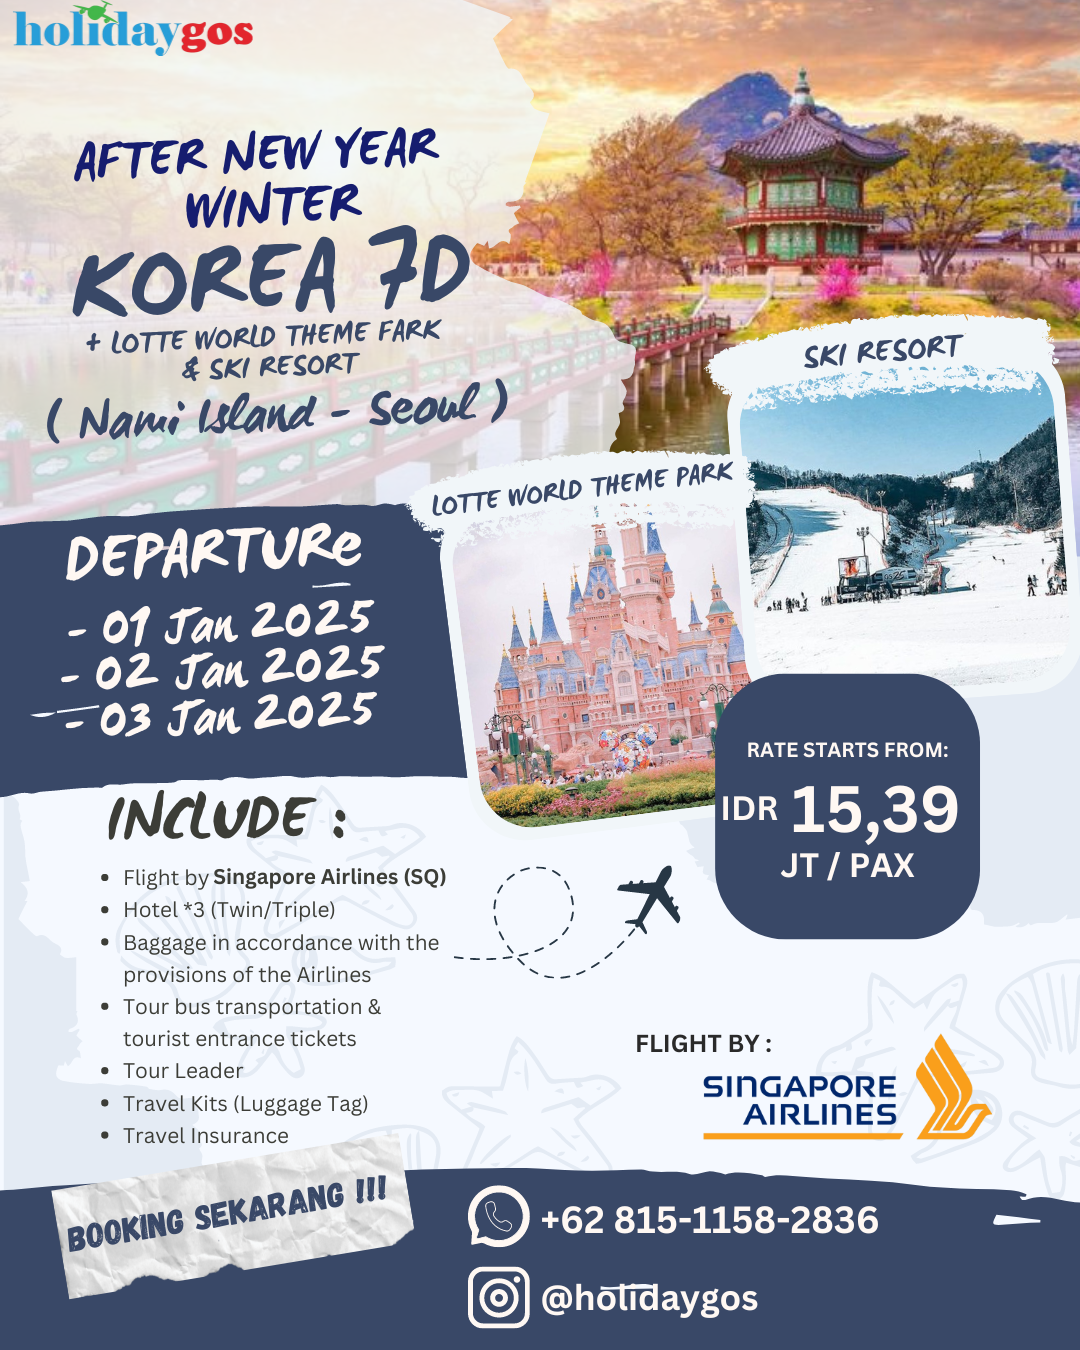 holidaygos
AFTER NEW YEAR
WINTER
KOREA 7D
+ LOTTE WORLD THEME FARK
& SKI RESORT
( Nami Island - Seoul )
SKI RESORT
LOTTE WORLD THEME PARK
DEPARTURe
- 01 Jan 2025
- 02 Jan 2025
- 03 Jan 2025
RATE STARTS FROM:
IDR 15,39
JT / PAX
INCLUDE :
• Flight by Singapore Airlines (SQ)
• Hotel *3 (Twin/Triple)
• Baggage in accordance with the
provisions of the Airlines
• Tour bus transportation &
tourist entrance tickets
• Tour Leader
• Travel Kits (Luggage Tag)
• Travel Insurance
FLIGHT BY :
SINGAPORE
AIRLINES
BOOKING SEKARANG !!!
+62 815-1158-2836
@holidaygos